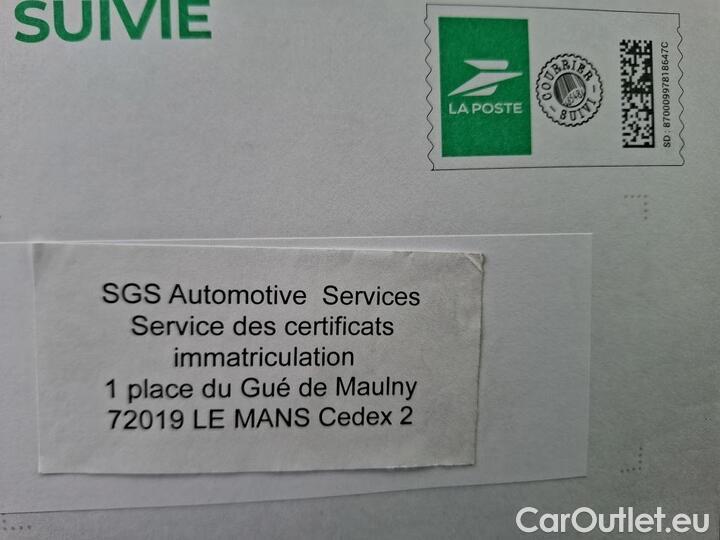 SUIVIE
LA POSTE
COURRIER
SUIVI
SD : 87000997818647C
SGS Automotive Services
Service des certificats
immatriculation
1 place du Gué de Maulny
72019 LE MANS Cedex 2
CarOutlet.eu